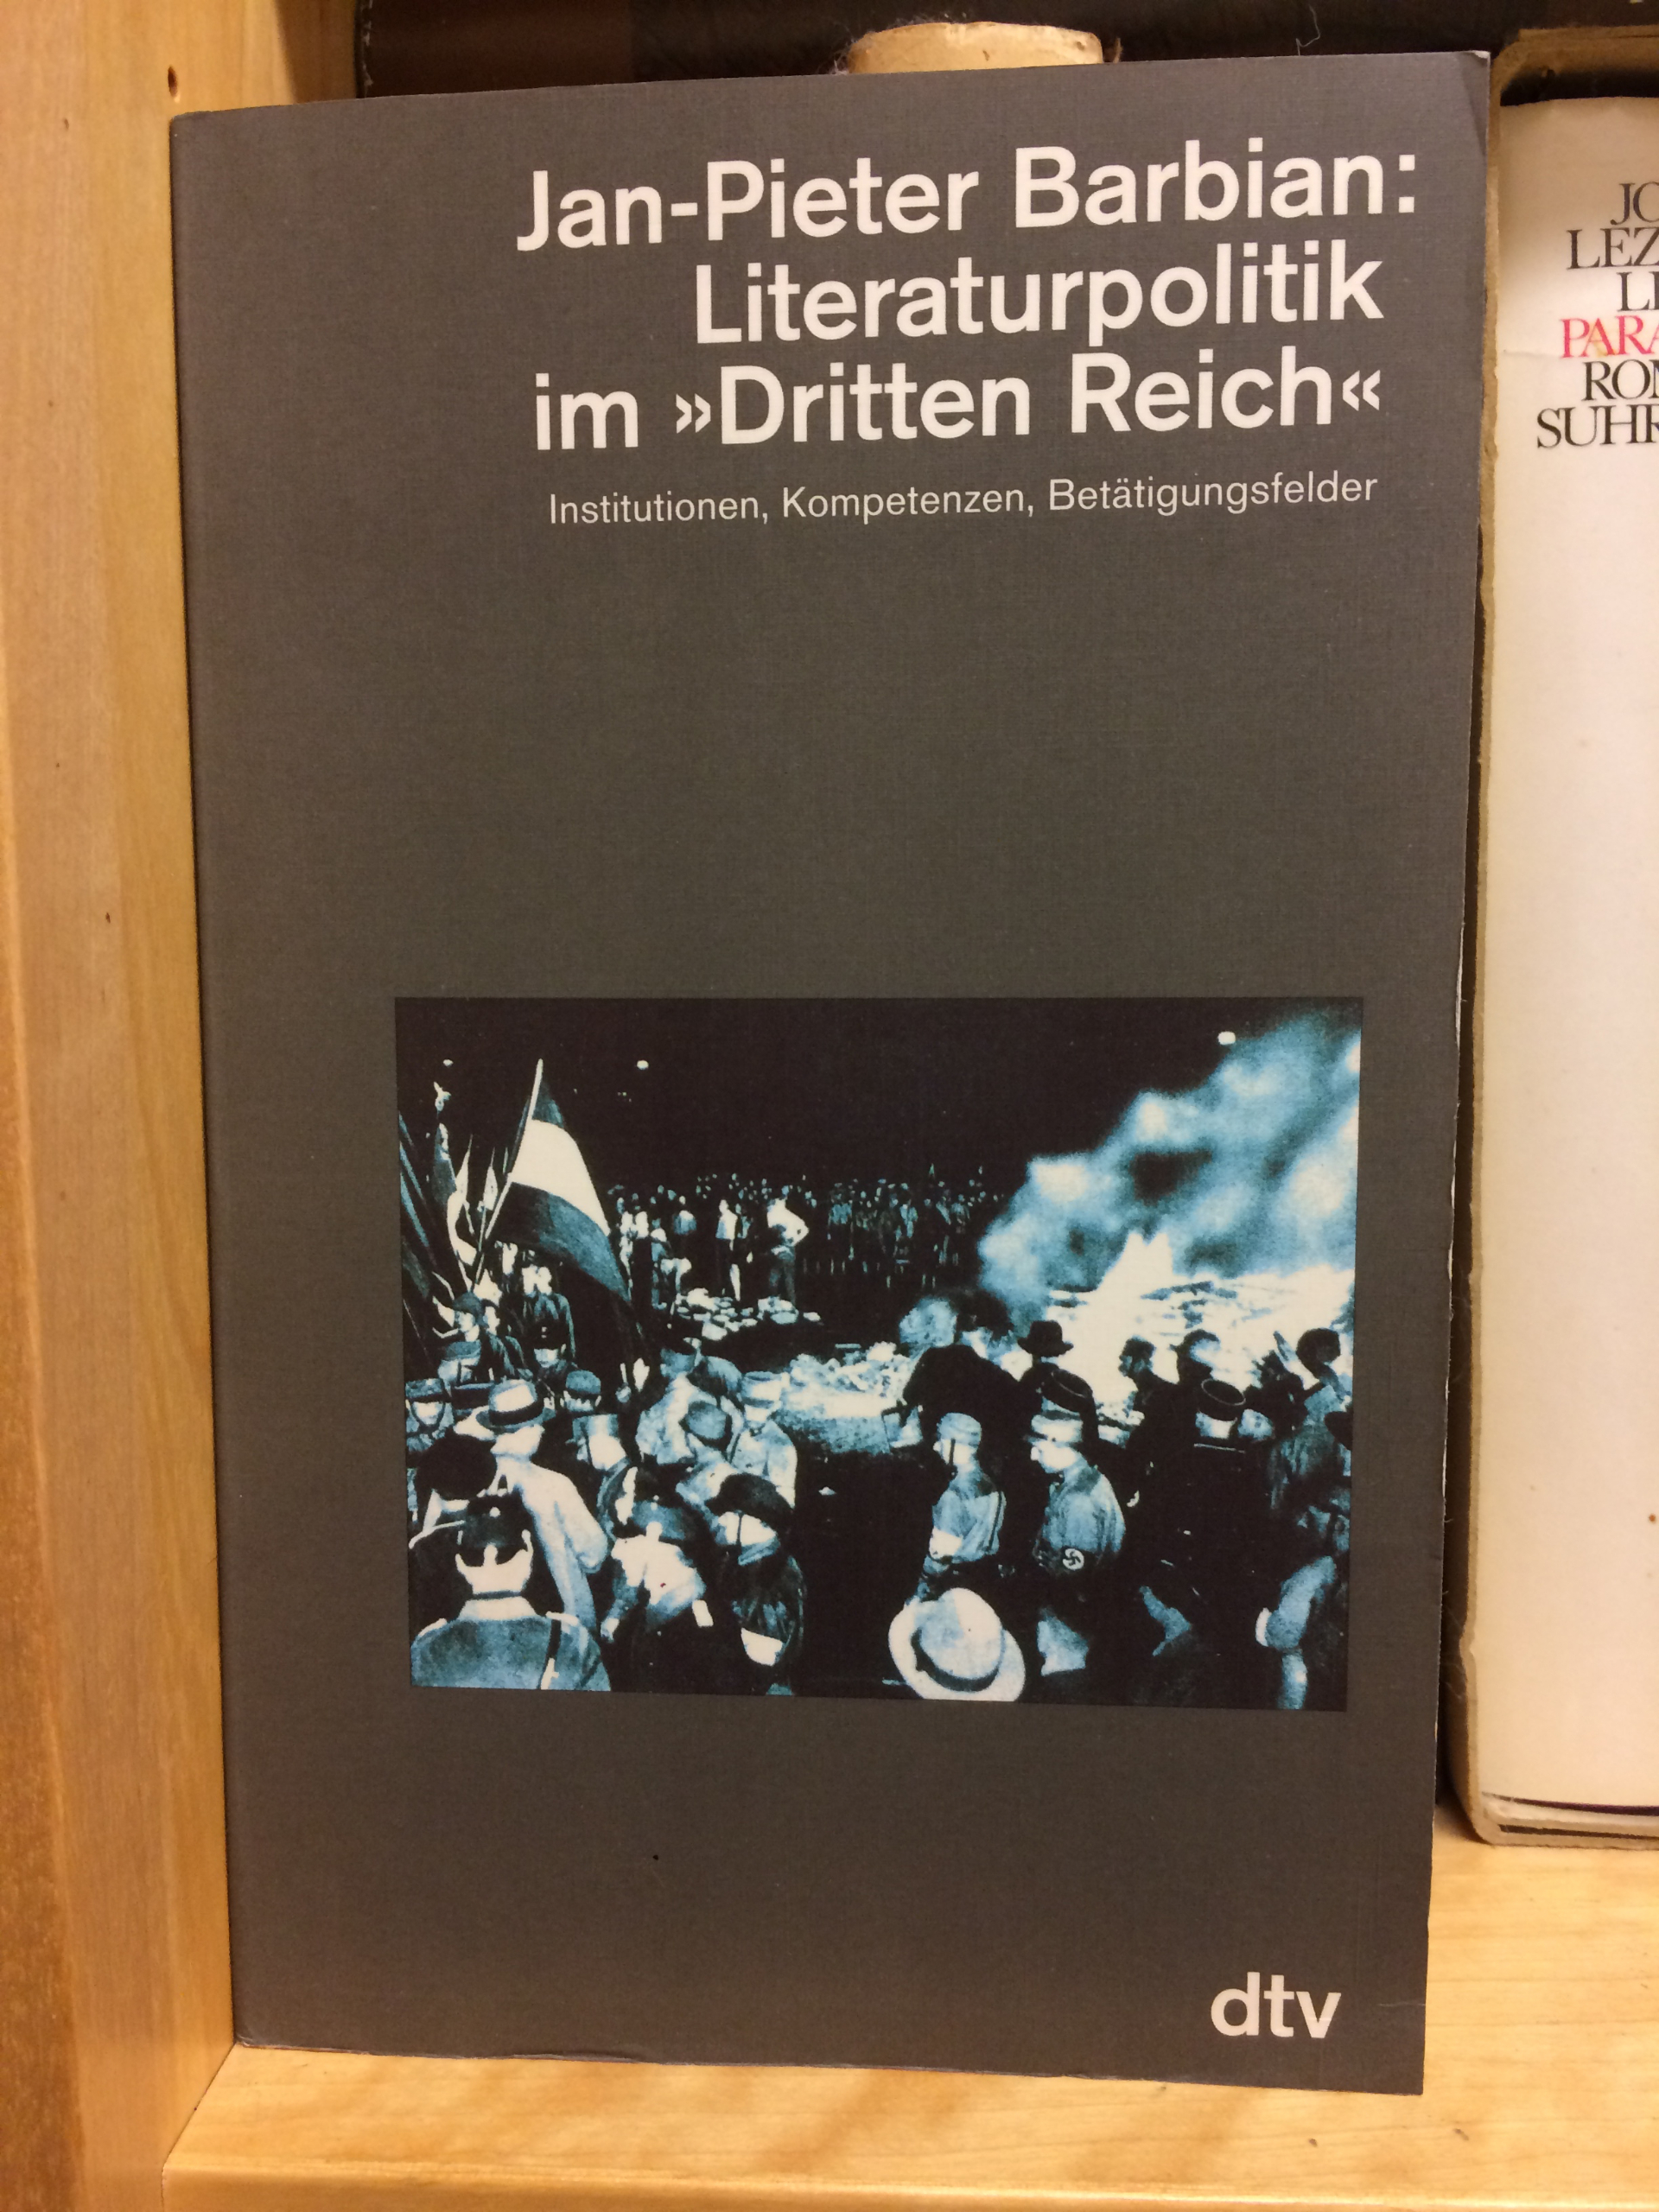 Jan-Pieter Barbian:
Literaturpolitik
im »Dritten Reich«
Institutionen, Kompetenzen, Betätigungsfelder
dtv